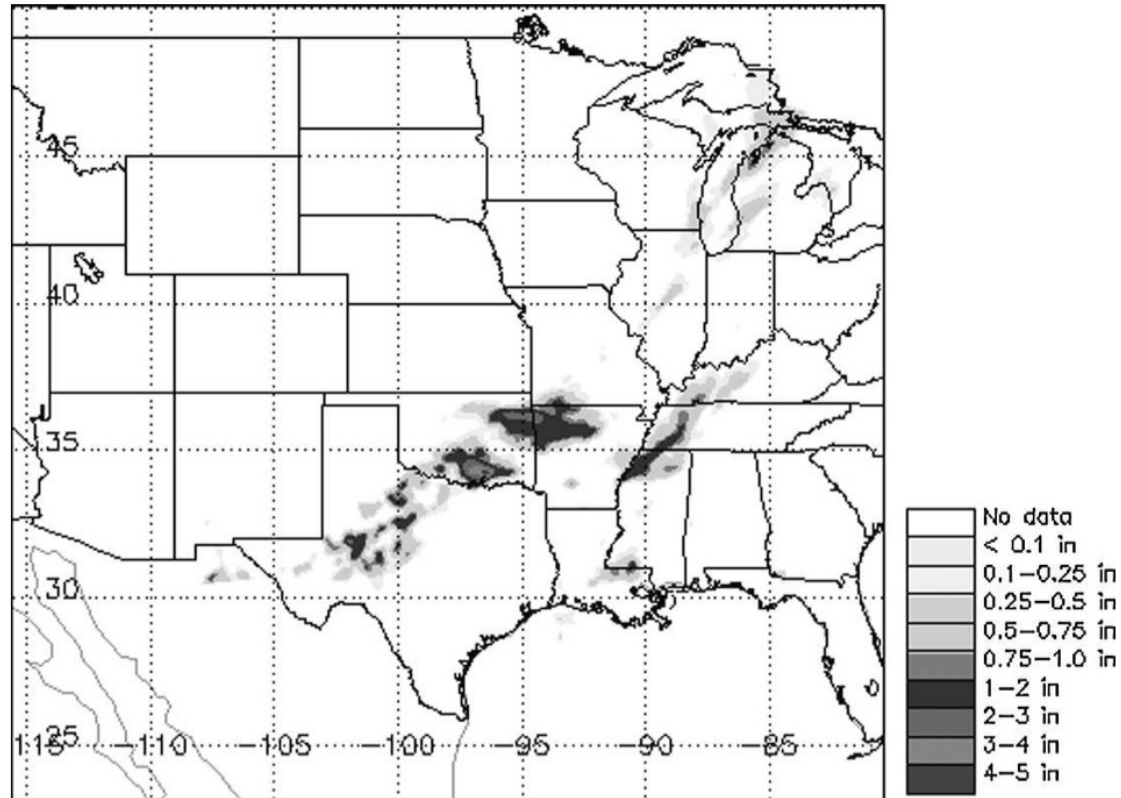 45
40
35
30
25
-115 -110 -105 -100 -95 -90 -85
No data
< 0.1 in
0.1-0.25 in
0.25-0.5 in
0.5-0.75 in
0.75-1.0 in
1-2 in
2-3 in
3-4 in
4-5 in